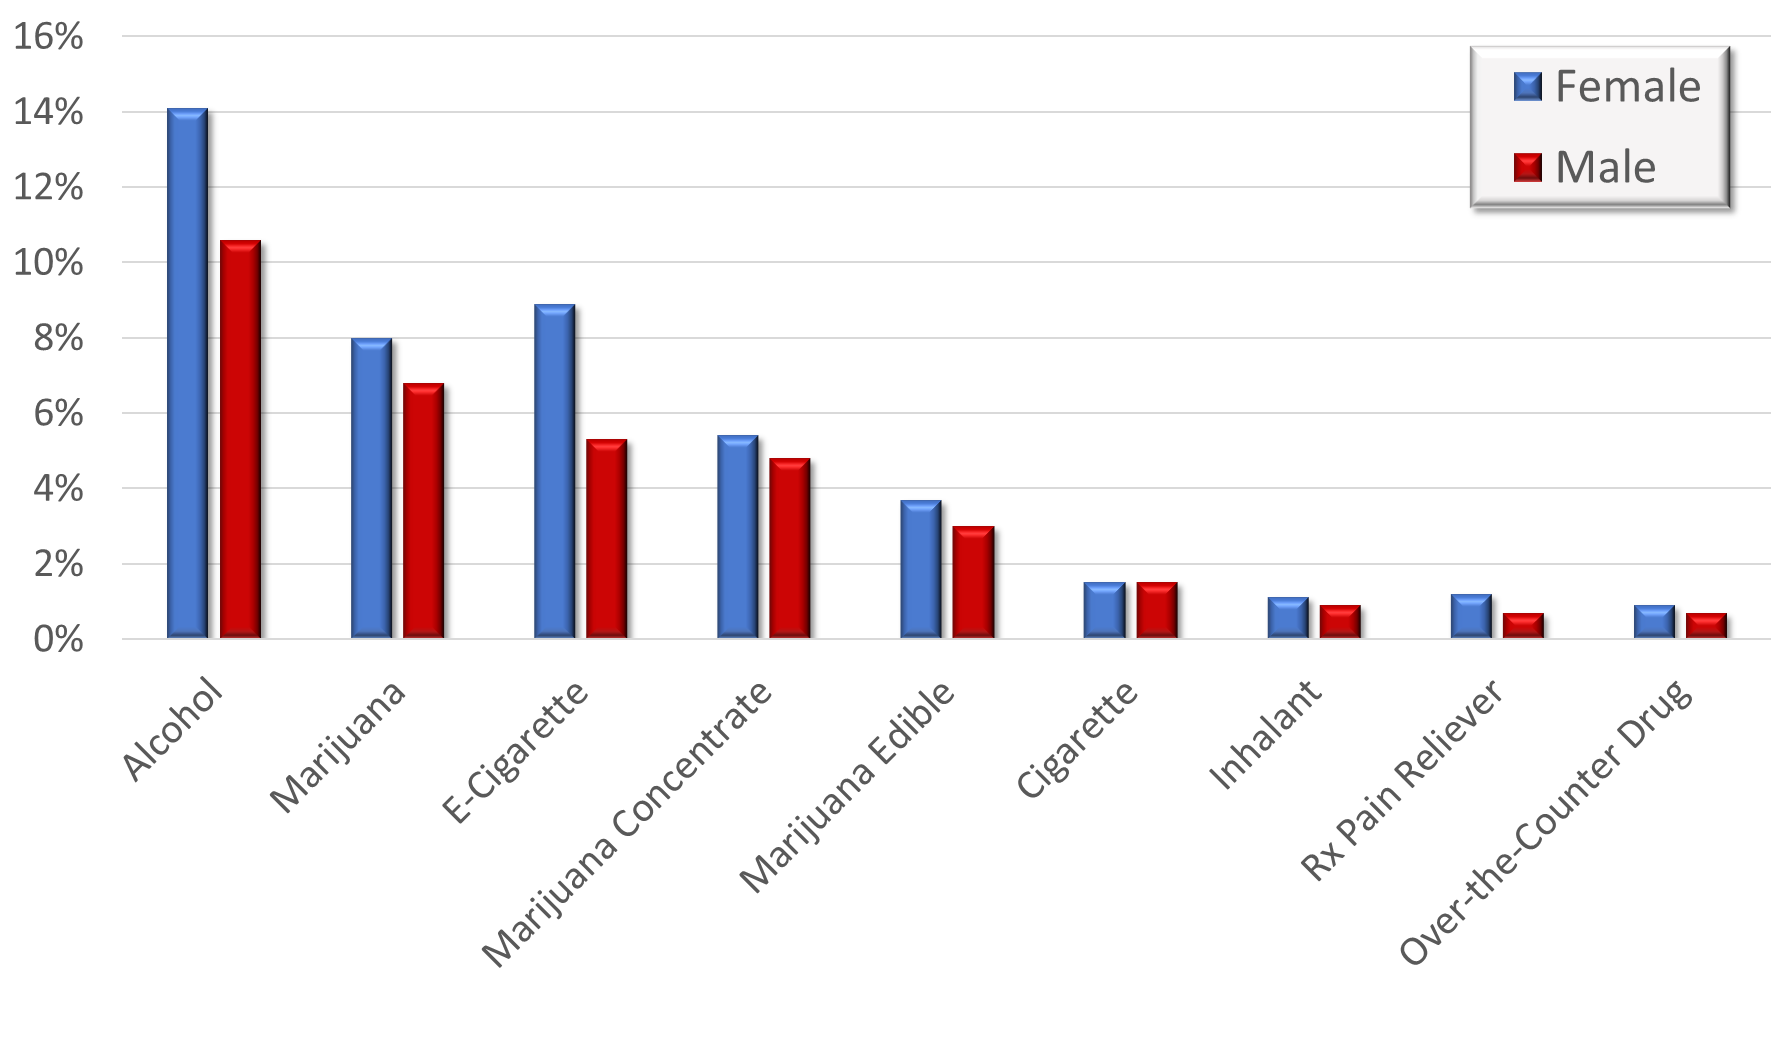 16%
14%
12%
10%
8%
6%
4%
2%
0%
Female
Male
Alcohol
Marijuana
E-Cigarette
Marijuana Concentrate
Marijuana Edible
Cigarette
Inhalant
Rx Pain Reliever
Over-the-Counter Drug